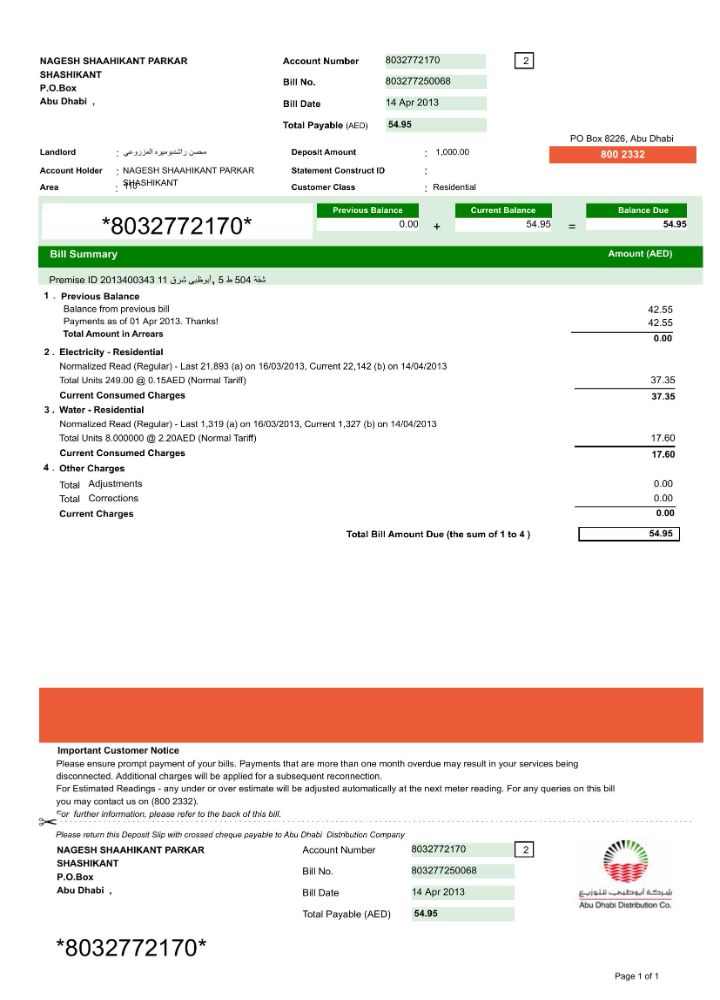 NAGESH SHAAHIKANT PARKAR
SHASHIKANT
P.O.Box
Abu Dhabi ,
Account Number 8032772170 2
Bill No. 803277250068
Bill Date 14 Apr 2013
Total Payable (AED) 54.95
PO Box 8226, Abu Dhabi
800 2332
Landlord : محسن راشدبوميره المزروعي
Account Holder : NAGESH SHAAHIKANT PARKAR
SHASHIKANT
Area :
Deposit Amount : 1,000.00
Statement Construct ID :
Customer Class : Residential
*8032772170*
Previous Balance Current Balance Balance Due
0.00 + 54.95 = 54.95
Bill Summary Amount (AED)
Premise ID 2013400343 شقة 504 ط 5 ,أبوظبي شرق 11
1 . Previous Balance
Balance from previous bill 42.55
Payments as of 01 Apr 2013. Thanks! 42.55
Total Amount in Arrears 0.00
2 . Electricity - Residential
Normalized Read (Regular) - Last 21,893 (a) on 16/03/2013, Current 22,142 (b) on 14/04/2013
Total Units 249.00 @ 0.15AED (Normal Tariff) 37.35
Current Consumed Charges 37.35
3 . Water - Residential
Normalized Read (Regular) - Last 1,319 (a) on 16/03/2013, Current 1,327 (b) on 14/04/2013
Total Units 8.000000 @ 2.20AED (Normal Tariff) 17.60
Current Consumed Charges 17.60
4 . Other Charges
Total Adjustments 0.00
Total Corrections 0.00
Current Charges 0.00
Total Bill Amount Due (the sum of 1 to 4 ) 54.95
Important Customer Notice
Please ensure prompt payment of your bills. Payments that are more than one month overdue may result in your services being
disconnected. Additional charges will be applied for a subsequent reconnection.
For Estimated Readings - any under or over estimate will be adjusted automatically at the next meter reading. For any queries on this bill
you may contact us on (800 2332).
For further information, please refer to the back of this bill.
Please return this Deposit Slip with crossed cheque payable to Abu Dhabi Distribution Company
NAGESH SHAAHIKANT PARKAR
SHASHIKANT
P.O.Box
Abu Dhabi ,
Account Number 8032772170 2
Bill No. 803277250068
Bill Date 14 Apr 2013
Total Payable (AED) 54.95
شركة أبوظبي للتوزيع
Abu Dhabi Distribution Co.
*8032772170*
Page 1 of 1